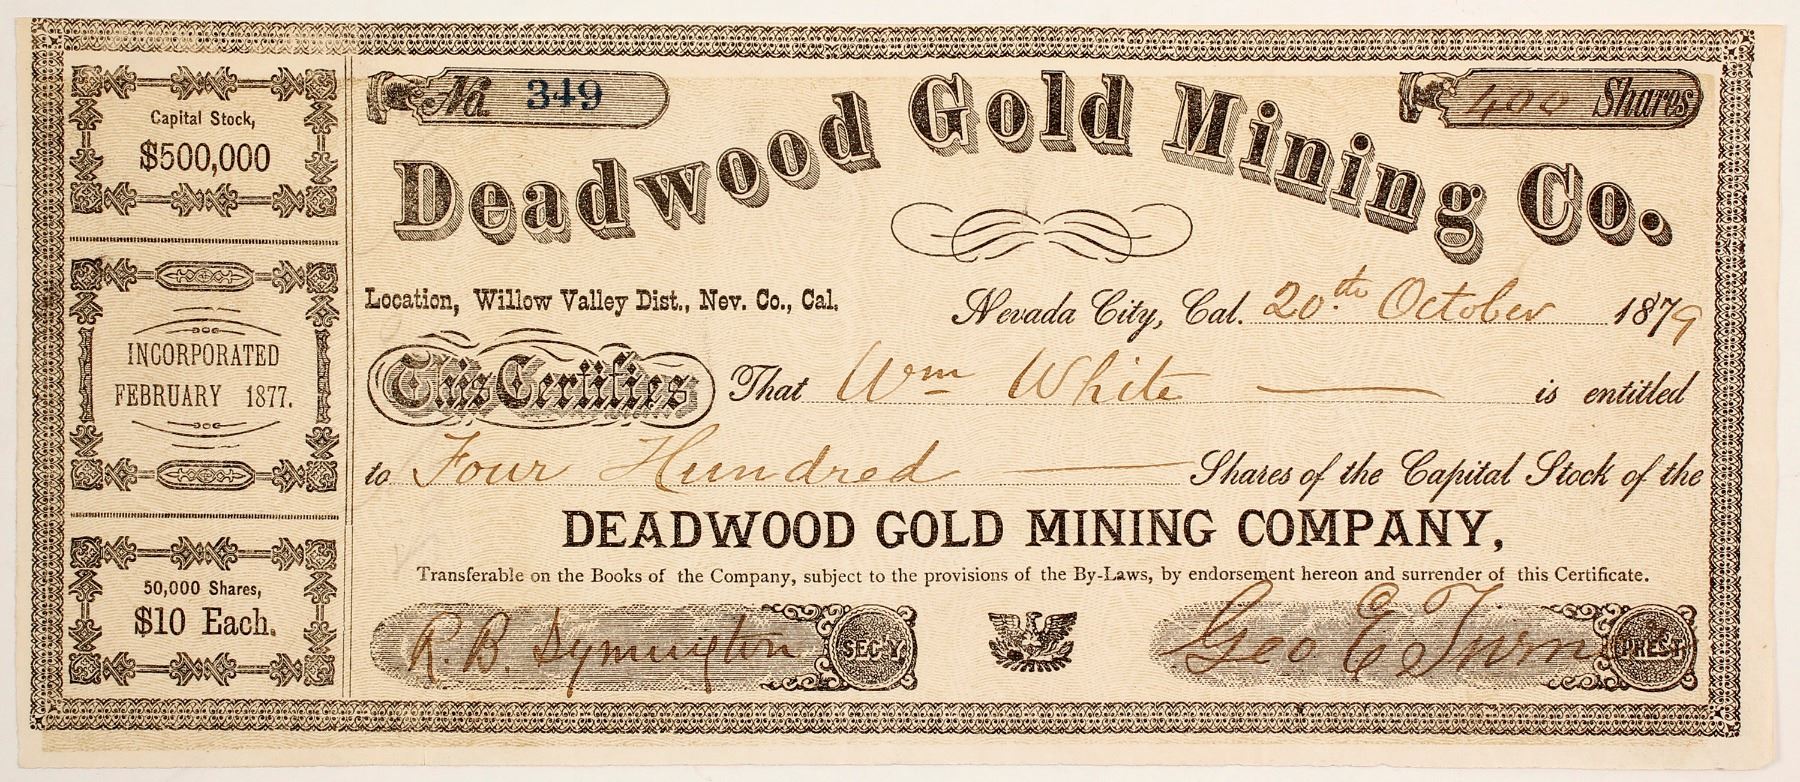 Capital Stock,
$500,000
INCORPORATED
FEBRUARY 1877.
50,000 Shares,
$10 Each.
No. 349
400 Shares
Deadwood Gold Mining Co.
Location, Willow Valley Dist., Nev. Co., Cal.
Nevada City, Cal. 20th October 1879
This Certifies That Wm White is entitled
to Four Hundred Shares of the Capital Stock of the
DEADWOOD GOLD MINING COMPANY,
Transferable on the Books of the Company, subject to the provisions of the By-Laws, by endorsement hereon and surrender of this Certificate.
R. B. Symington SEC'Y
Geo E Turn PREST